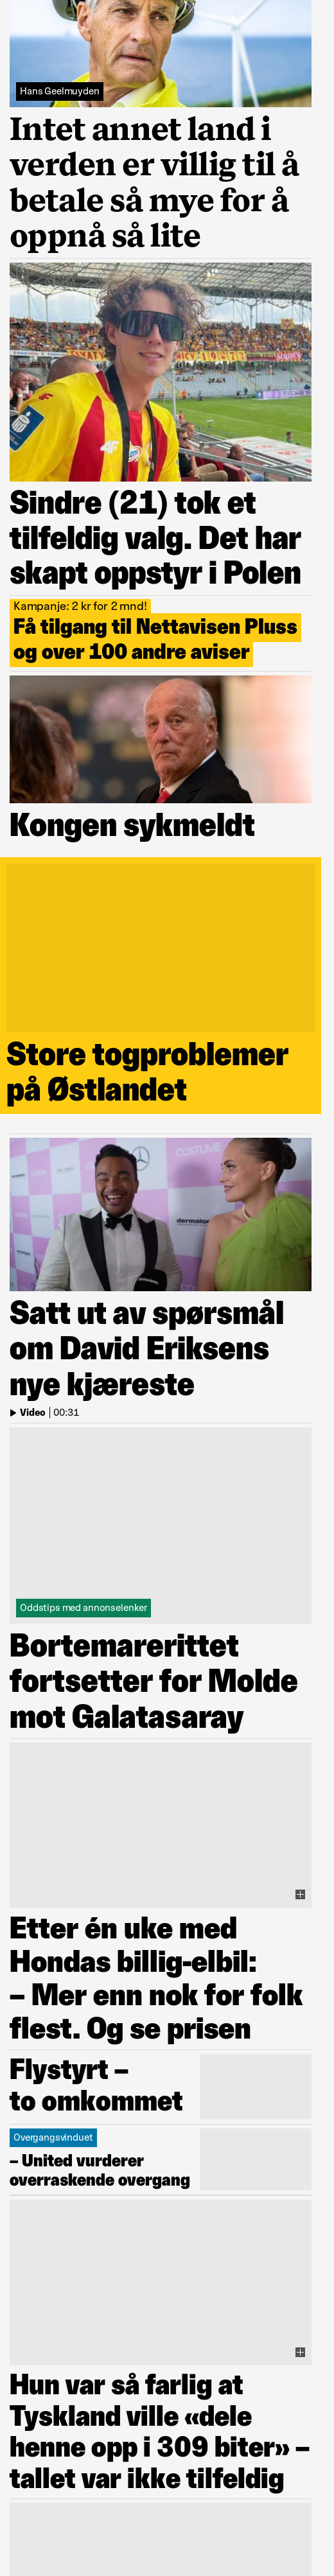 Hans Geelmuyden
Intet annet land i
verden er villig til å
betale så mye for å
oppnå så lite
Sindre (21) tok et
tilfeldig valg. Det har
skapt oppstyr i Polen
Kampanje: 2 kr for 2 mnd!
Få tilgang til Nettavisen Pluss
og over 100 andre aviser
Kongen sykmeldt
Store togproblemer
på Østlandet
Satt ut av spørsmål
om David Eriksens
nye kjæreste
Video | 00:31
Oddstips med annonselenker
Bortemarerittet
fortsetter for Molde
mot Galatasaray
Etter én uke med
Hondas billig-elbil:
– Mer enn nok for folk
flest. Og se prisen
Flystyrt –
to omkommet
Overgangsvinduet
– United vurderer
overraskende overgang
Hun var så farlig at
Tyskland ville «dele
henne opp i 309 biter» –
tallet var ikke tilfeldig